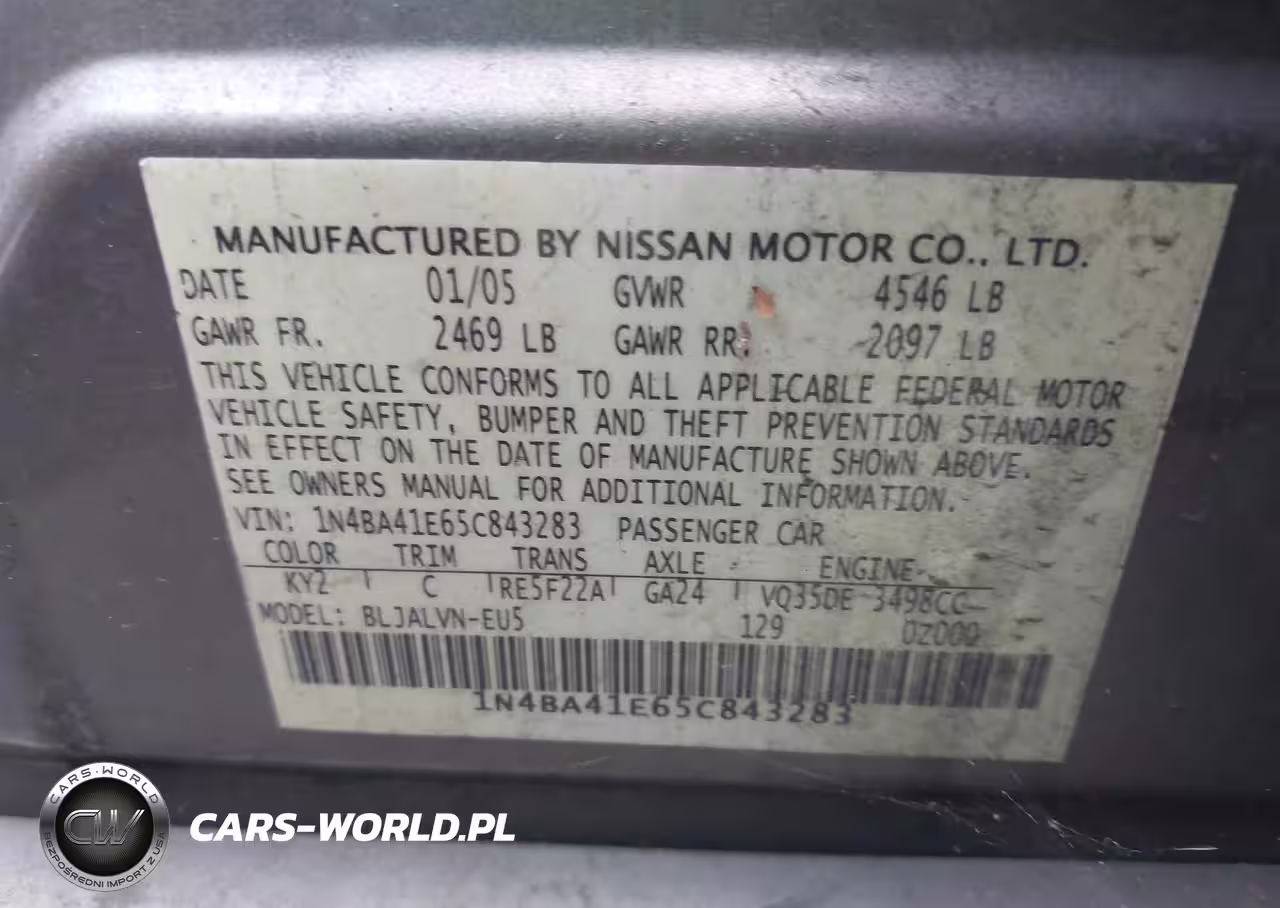 MANUFACTURED BY NISSAN MOTOR CO., LTD.
DATE 01/05 GVWR 4546 LB
GAWR FR. 2469 LB GAWR RR. 2097 LB
THIS VEHICLE CONFORMS TO ALL APPLICABLE FEDERAL MOTOR
VEHICLE SAFETY, BUMPER AND THEFT PREVENTION STANDARDS
IN EFFECT ON THE DATE OF MANUFACTURE SHOWN ABOVE.
SEE OWNERS MANUAL FOR ADDITIONAL INFORMATION.
VIN: 1N4BA41E65C843283 PASSENGER CAR
COLOR TRIM TRANS AXLE ENGINE
KY2 C RE5F22A GA24 VQ35DE 3498CC
MODEL: BLJALVN-EU5 129 0Z000
1N4BA41E65C843283
CARS-WORLD
CW
BEZPOŚREDNI IMPORT Z USA
CARS-WORLD.PL